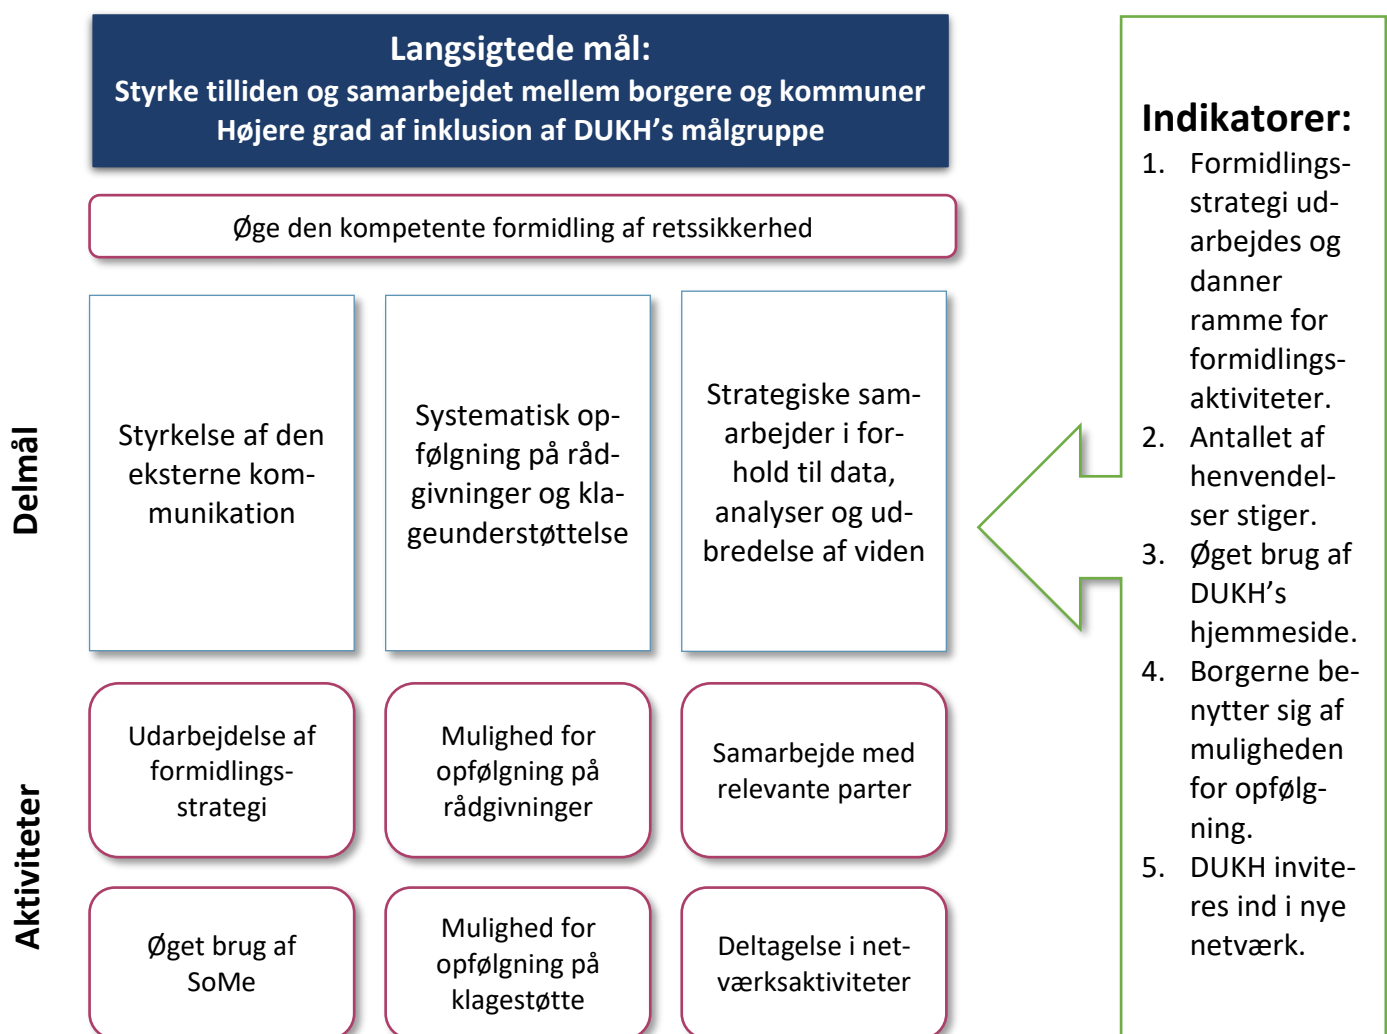 Langsigtede mål:
Styrke tilliden og samarbejdet mellem borgere og kommuner
Højere grad af inklusion af DUKH’s målgruppe
Øge den kompetente formidling af retssikkerhed
Delmål
Styrkelse af den
eksterne kom-
munikation
Systematisk op-
følgning på råd-
givninger og kla-
geunderstøttelse
Strategiske sam-
arbejder i for-
hold til data,
analyser og ud-
bredelse af viden
Aktiviteter
Udarbejdelse af
formidlings-
strategi
Mulighed for
opfølgning på
rådgivninger
Samarbejde med
relevante parter
Øget brug af
SoMe
Mulighed for
opfølgning på
klagestøtte
Deltagelse i net-
værksaktiviteter
Indikatorer:
1. Formidlings-
strategi ud-
arbejdes og
danner
ramme for
formidlings-
aktiviteter.
2. Antallet af
henvendel-
ser stiger.
3. Øget brug af
DUKH’s
hjemmeside.
4. Borgerne be-
nytter sig af
muligheden
for opfølg-
ning.
5. DUKH invite-
res ind i nye
netværk.